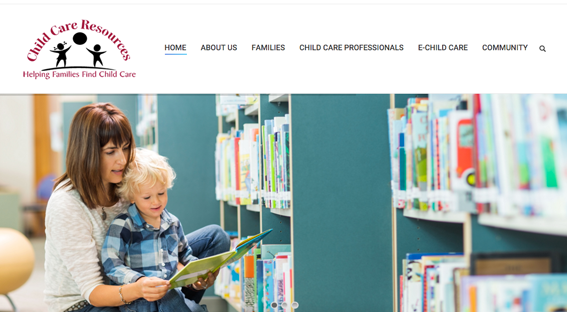 Child Care Resources
Helping Families Find Child Care
HOME ABOUT US FAMILIES CHILD CARE PROFESSIONALS E-CHILD CARE COMMUNITY